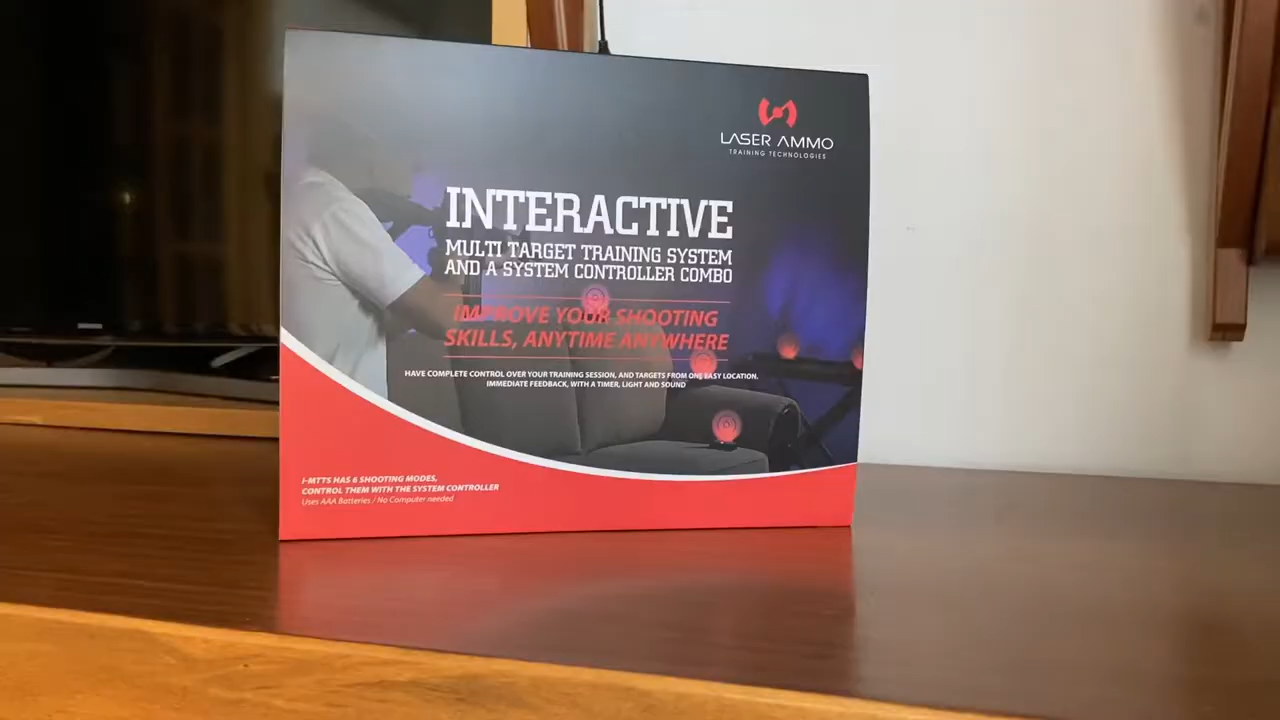 LASER AMMO
TRAINING TECHNOLOGIES
INTERACTIVE
MULTI TARGET TRAINING SYSTEM
AND A SYSTEM CONTROLLER COMBO
IMPROVE YOUR SHOOTING
SKILLS, ANYTIME ANYWHERE
HAVE COMPLETE CONTROL OVER YOUR TRAINING SESSION, AND TARGETS FROM ONE EASY LOCATION.
IMMEDIATE FEEDBACK, WITH A TIMER, LIGHT AND SOUND
I-MTTS HAS 6 SHOOTING MODES,
CONTROL THEM WITH THE SYSTEM CONTROLLER
Uses AAA Batteries / No Computer needed